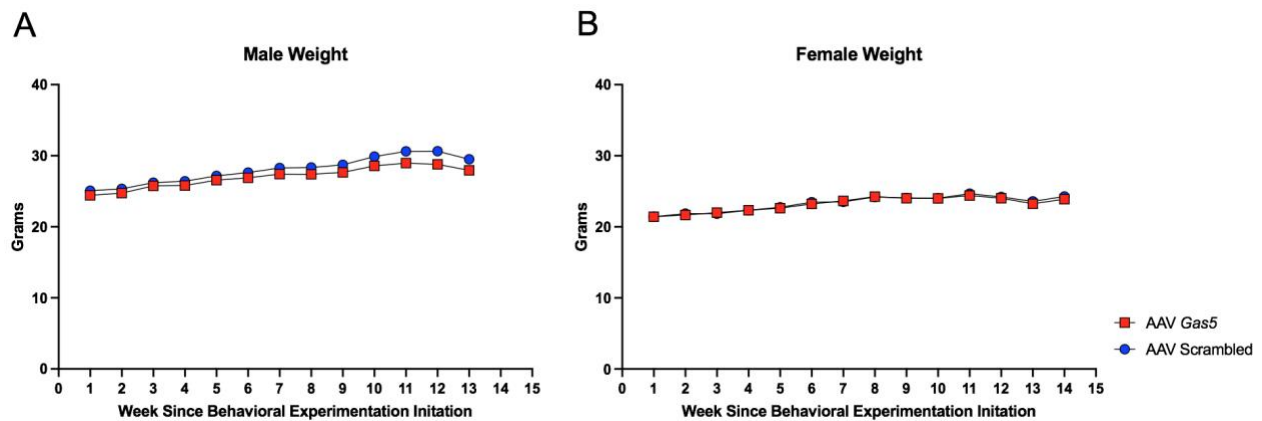 A
Male Weight
40
30
20
10
0
Grams
0 1 2 3 4 5 6 7 8 9 10 11 12 13 14 15
Week Since Behavioral Experimentation Initation
B
Female Weight
40
30
20
10
0
Grams
0 1 2 3 4 5 6 7 8 9 10 11 12 13 14 15
Week Since Behavioral Experimentation Initation
AAV Gas5
AAV Scrambled